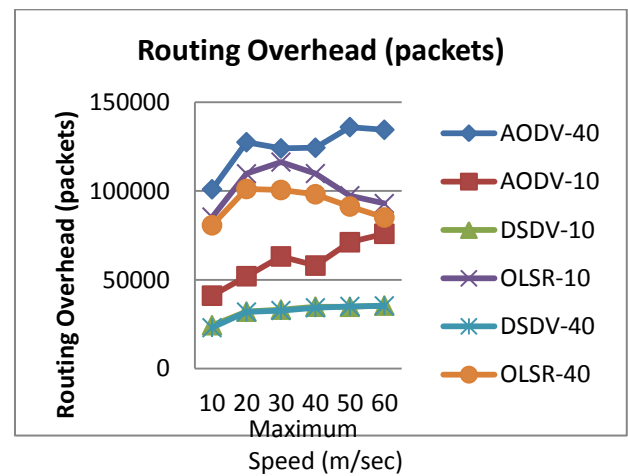 Routing Overhead (packets)
Routing Overhead (packets)
150000
100000
50000
0
10 20 30 40 50 60
Maximum
Speed (m/sec)
AODV-40
AODV-10
DSDV-10
OLSR-10
DSDV-40
OLSR-40